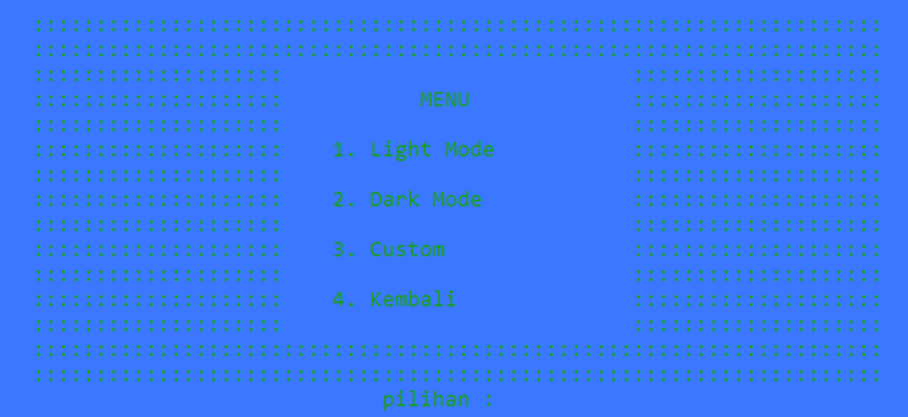 MENU
1. Light Mode
2. Dark Mode
3. Custom
4. Kembali
pilihan :